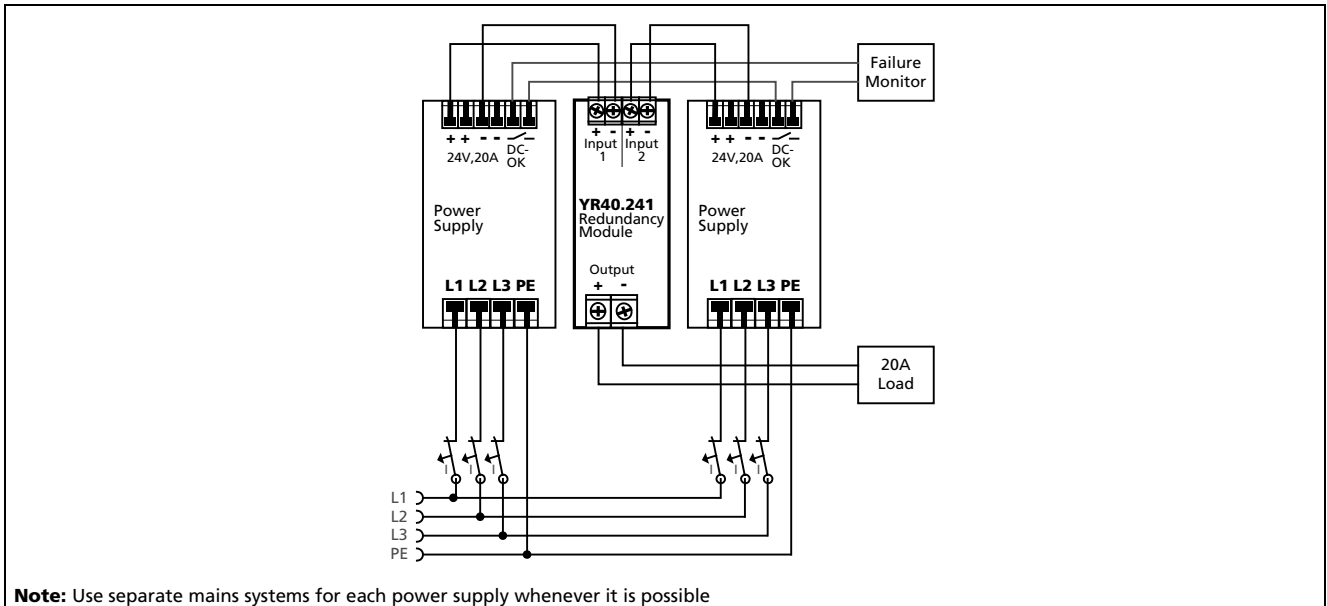 Failure
Monitor
+ + - - DC-
24V,20A OK
Power
Supply
L1 L2 L3 PE
+ - + -
Input Input
1 2
YR40.241
Redundancy
Module
Output
+ -
+ + - - DC-
24V,20A OK
Power
Supply
L1 L2 L3 PE
20A
Load
I I I
I I I
L1
L2
L3
PE
Note: Use separate mains systems for each power supply whenever it is possible